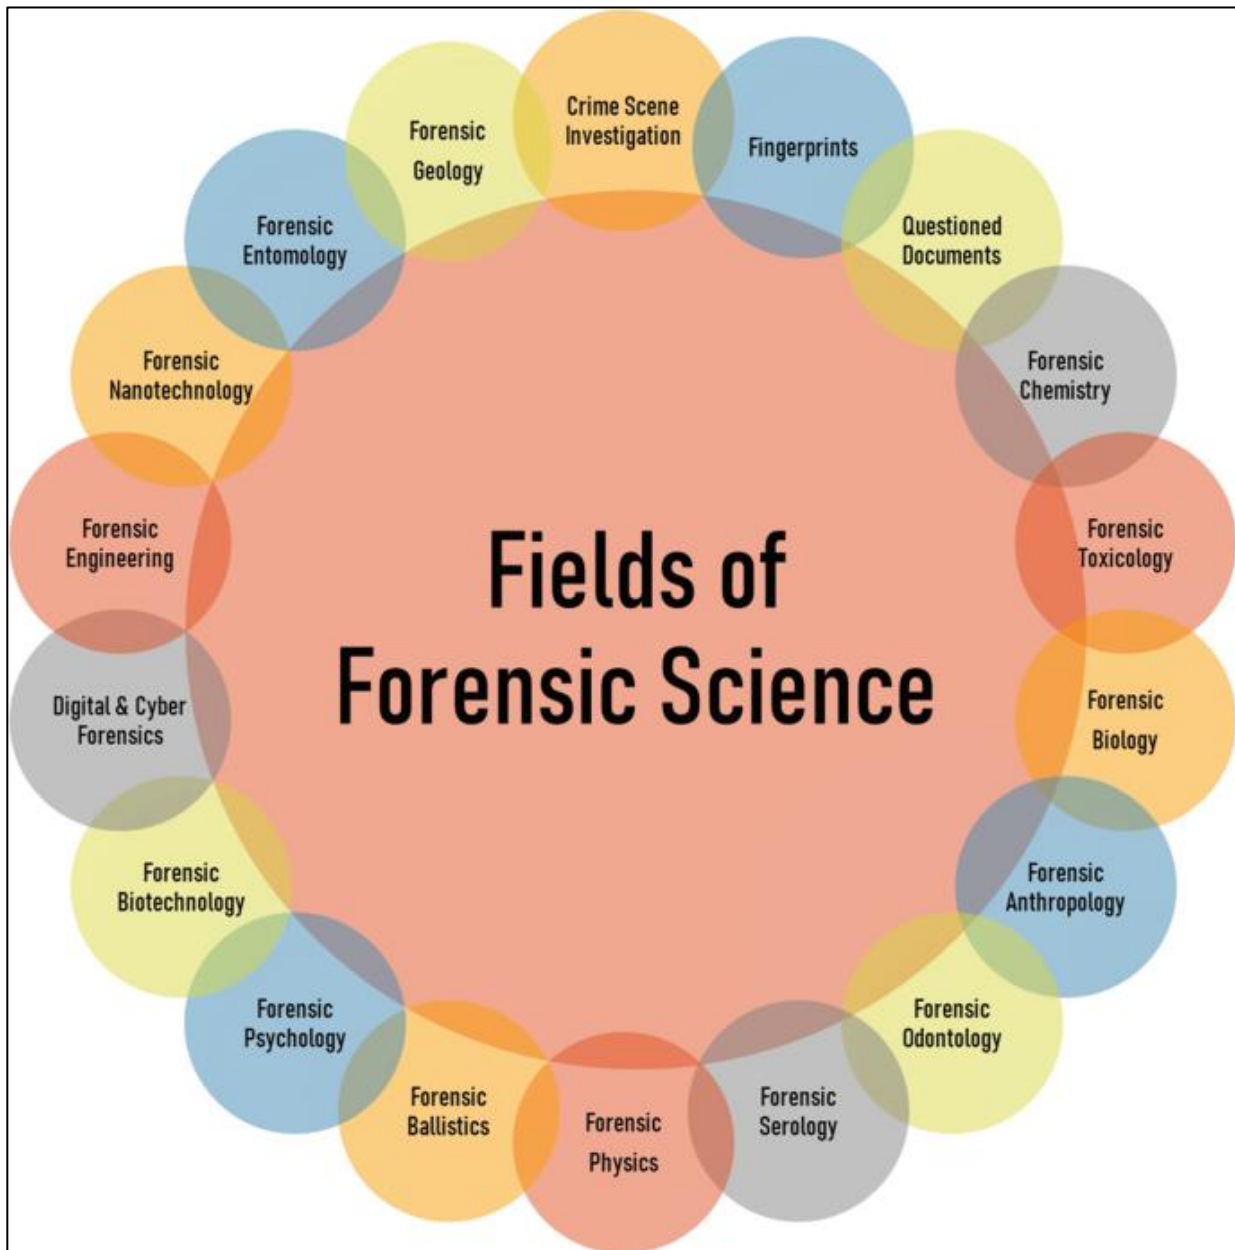 Crime Scene
Investigation
Fingerprints
Questioned
Documents
Forensic
Chemistry
Forensic
Toxicology
Forensic
Biology
Forensic
Anthropology
Forensic
Odontology
Forensic
Serology
Forensic
Physics
Forensic
Ballistics
Forensic
Psychology
Forensic
Biotechnology
Digital & Cyber
Forensics
Forensic
Engineering
Forensic
Nanotechnology
Forensic
Entomology
Forensic
Geology
Fields of
Forensic Science